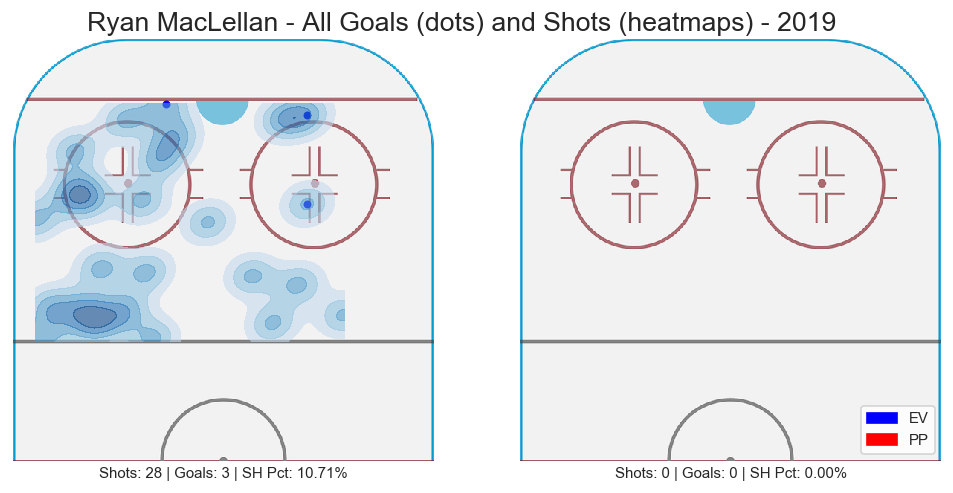 Ryan MacLellan - All Goals (dots) and Shots (heatmaps) - 2019
EV
PP
Shots: 28 | Goals: 3 | SH Pct: 10.71%
Shots: 0 | Goals: 0 | SH Pct: 0.00%